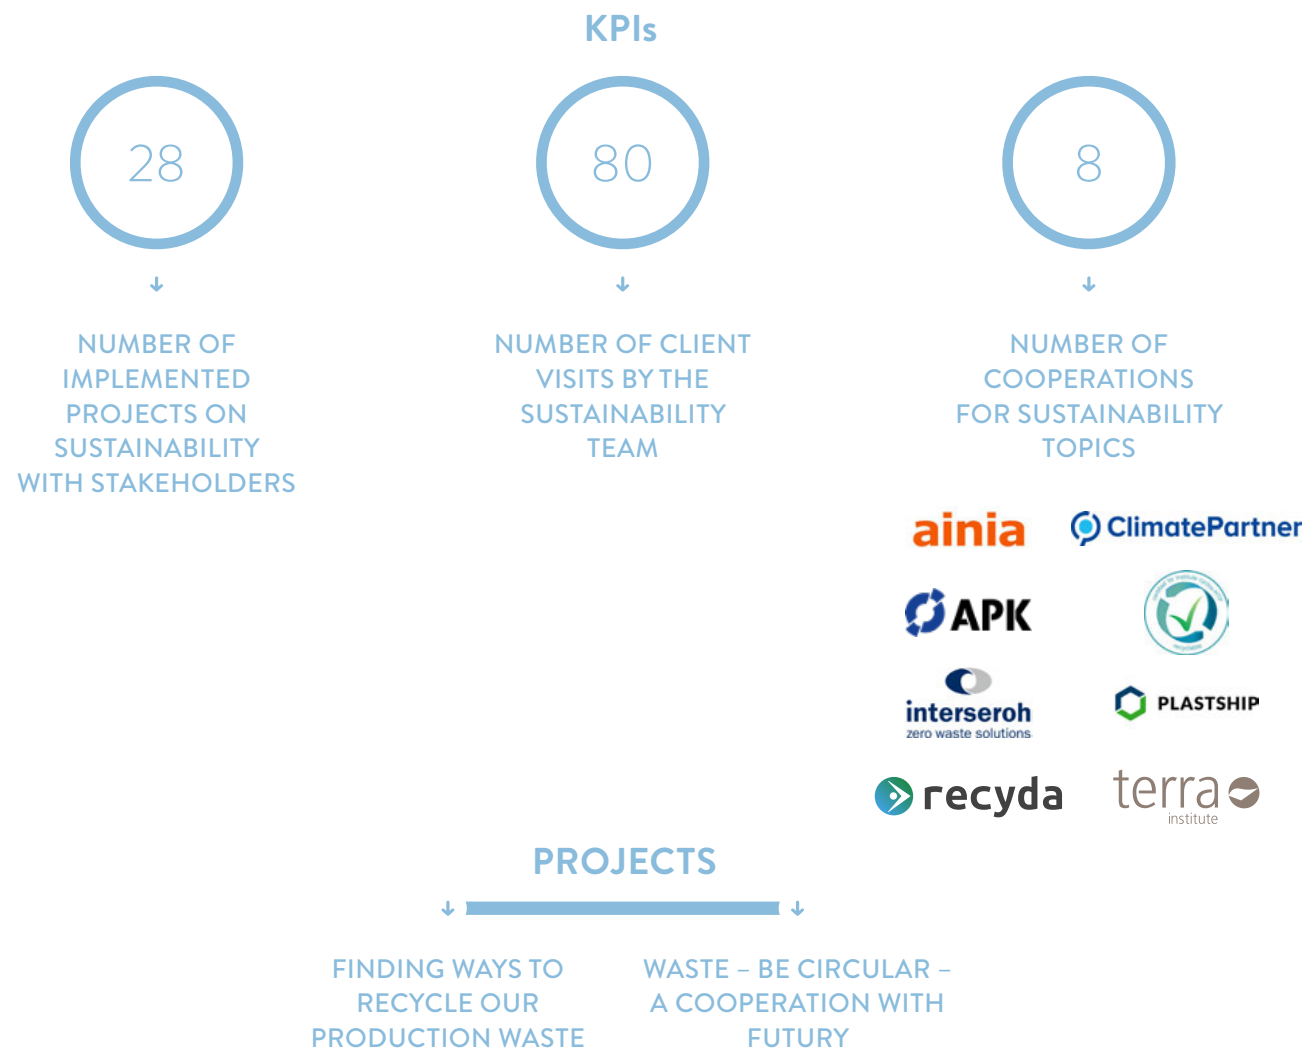 KPIs
28
NUMBER OF
IMPLEMENTED
PROJECTS ON
SUSTAINABILITY
WITH STAKEHOLDERS
80
NUMBER OF CLIENT
VISITS BY THE
SUSTAINABILITY
TEAM
8
NUMBER OF
COOPERATIONS
FOR SUSTAINABILITY
TOPICS
ainia
ClimatePartner
APK
recyclable
interseroh
zero waste solutions
PLASTSHIP
recyda
terra
institute
PROJECTS
FINDING WAYS TO
RECYCLE OUR
PRODUCTION WASTE
WASTE – BE CIRCULAR –
A COOPERATION WITH
FUTURY